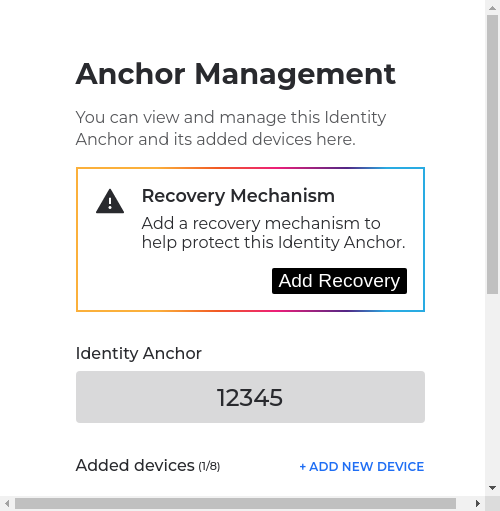 Anchor Management
You can view and manage this Identity
Anchor and its added devices here.
Recovery Mechanism
Add a recovery mechanism to
help protect this Identity Anchor.
Add Recovery
Identity Anchor
12345
Added devices (1/8)
+ ADD NEW DEVICE